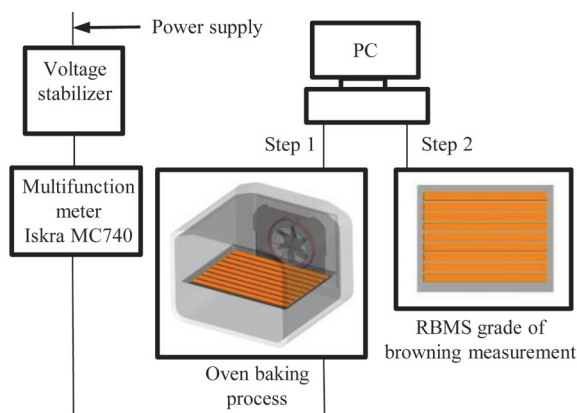 Power supply
Voltage
stabilizer
Multifunction
meter
Iskra MC740
PC
Step 1
Step 2
Oven baking
process
RBMS grade of
browning measurement